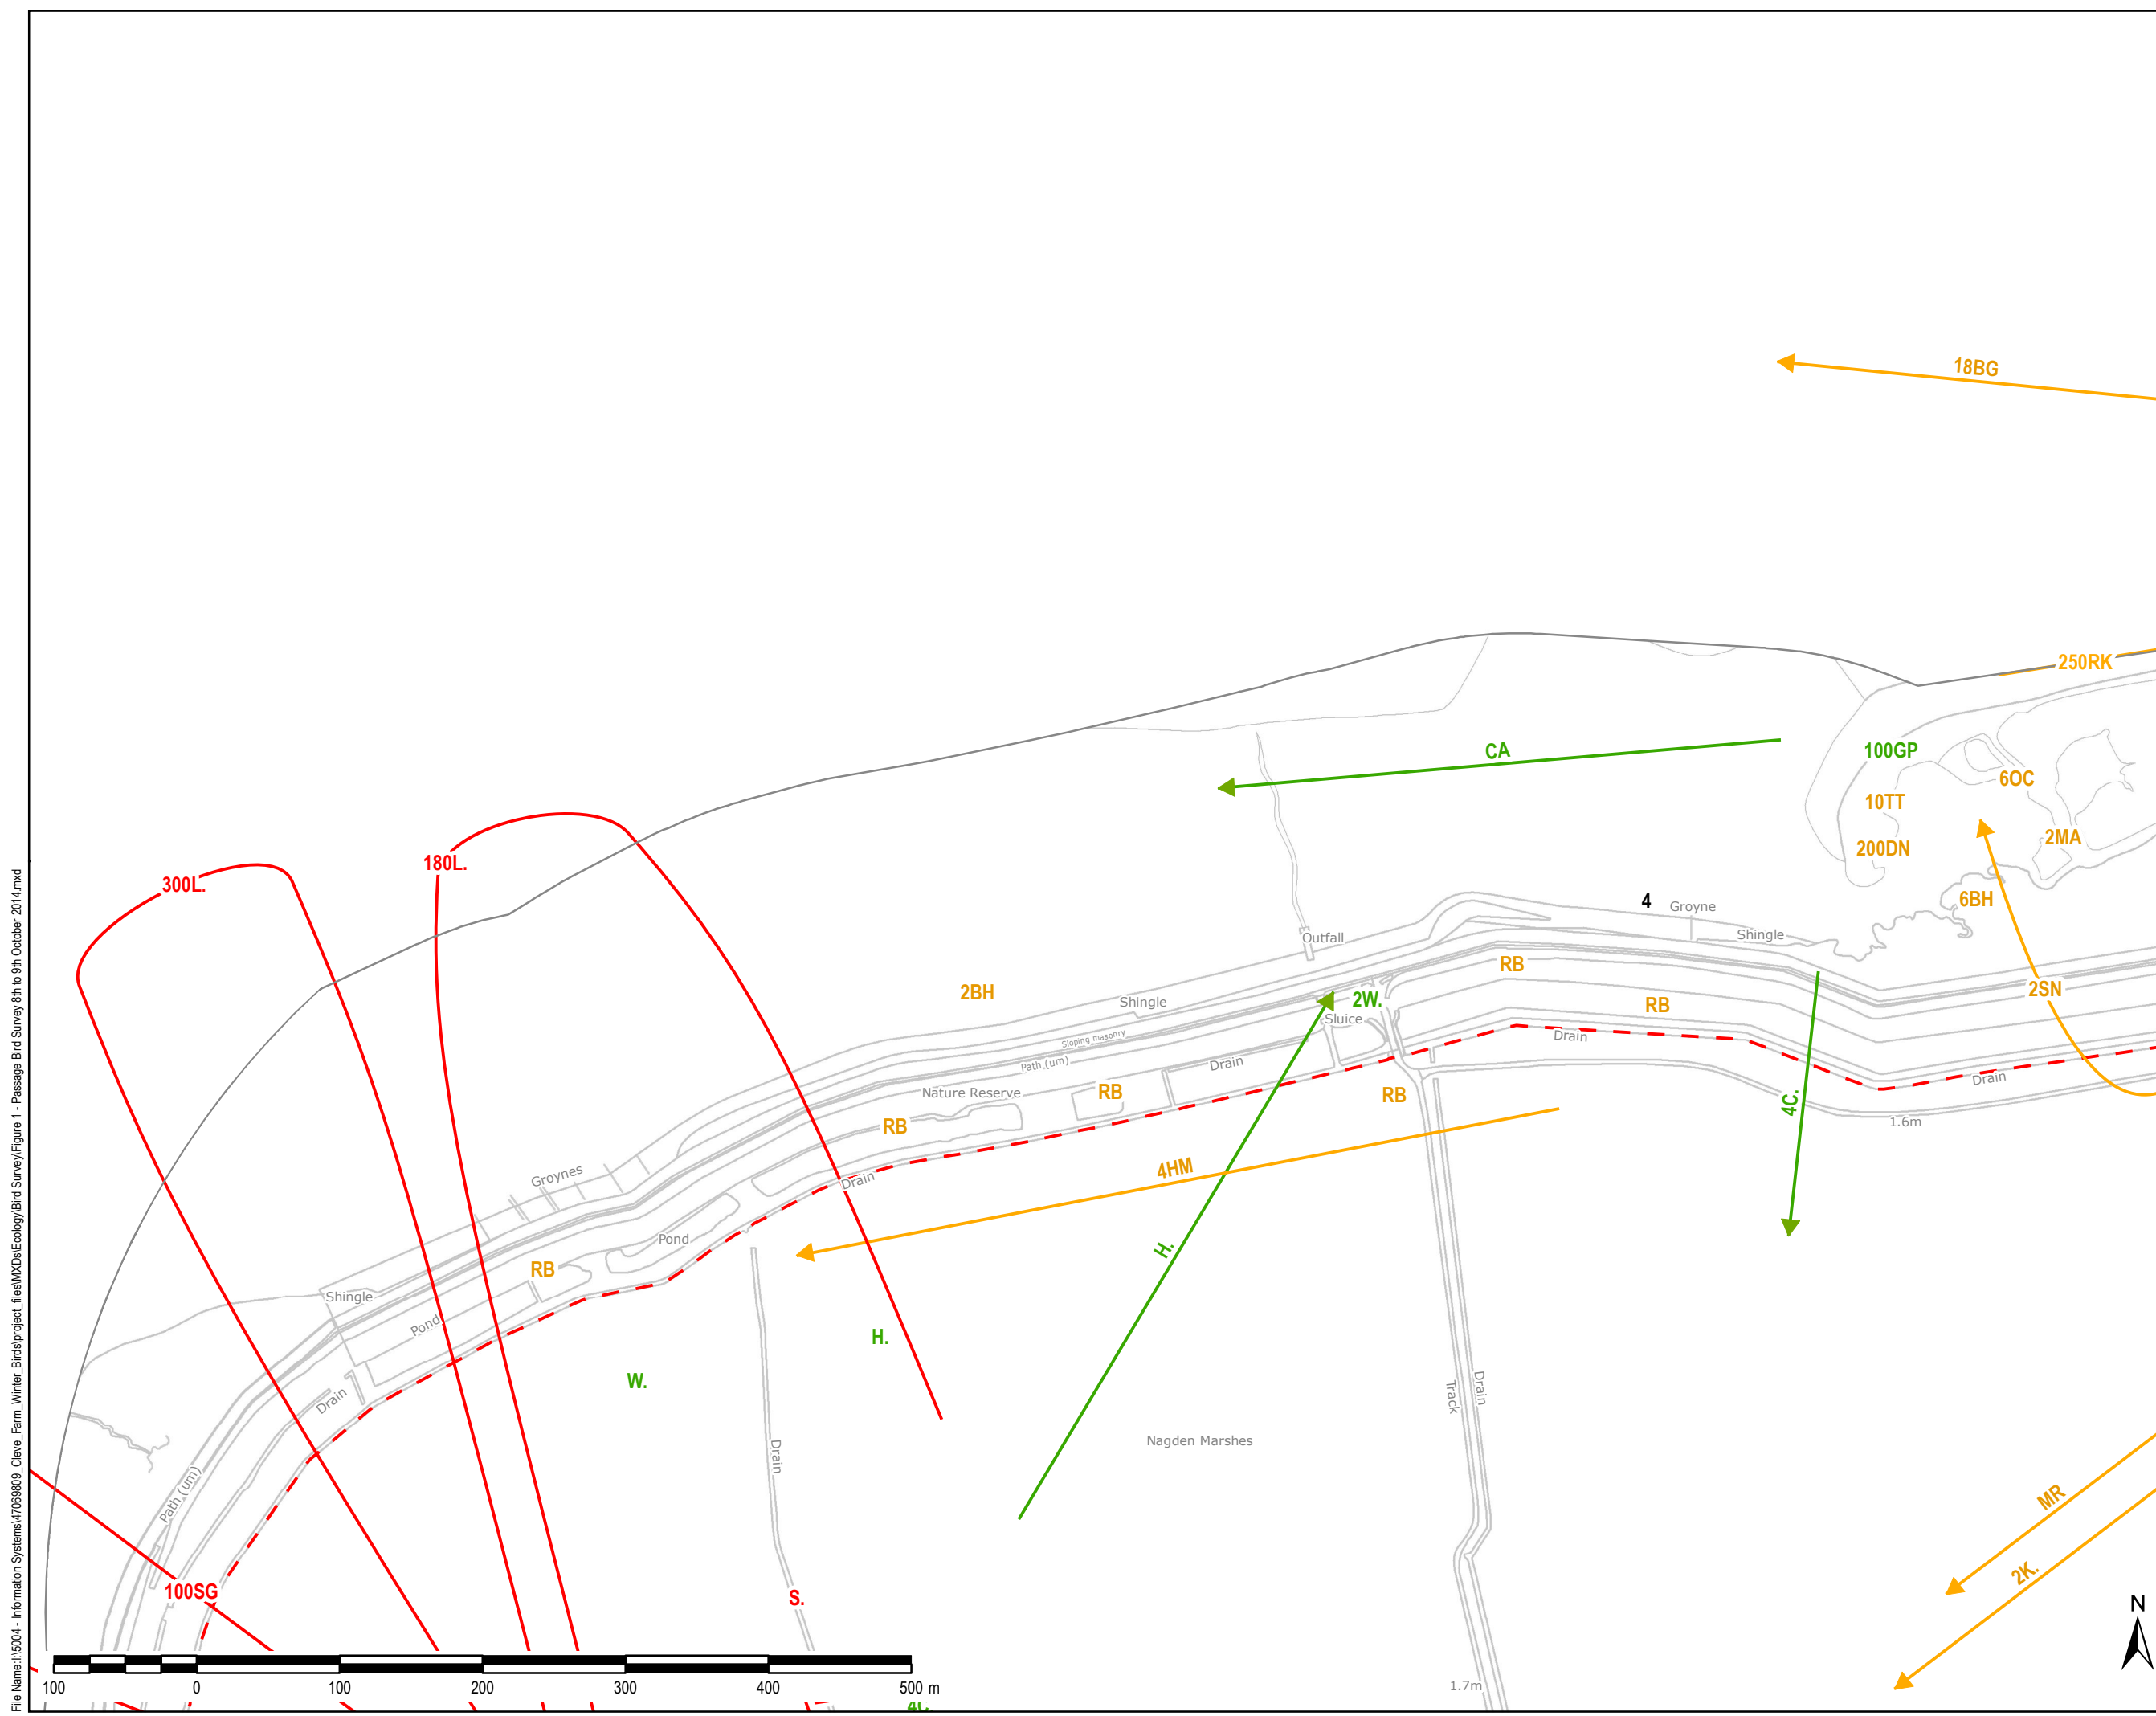 18BG
250RK
CA
100GP
6OC
10TT
2MA
200DN
180L.
300L.
4
Groyne
6BH
Shingle
Outfall
RB
2SN
2BH
Shingle
2W.
RB
Sluice
Sloping masonry
Path (um)
Drain
Drain
Drain
Nature Reserve
RB
RB
4C.
1.6m
RB
4HM
Groynes
Drain
Pond
H.
RB
Shingle
Pond
H.
W.
Drain
Track
Drain
Nagden Marshes
Drain
Path (um)
MR
2K.
100SG
S.
N
100 0 100 200 300 400 500 m
1.7m
4C.
File Name:I:\5004 - Information Systems\47069809_Cleve_Farm_Winter_Birds\project_files\MXDs\Ecology\Bird Survey\Figure 1 - Passage Bird Survey 8th to 9th October 2014.mxd